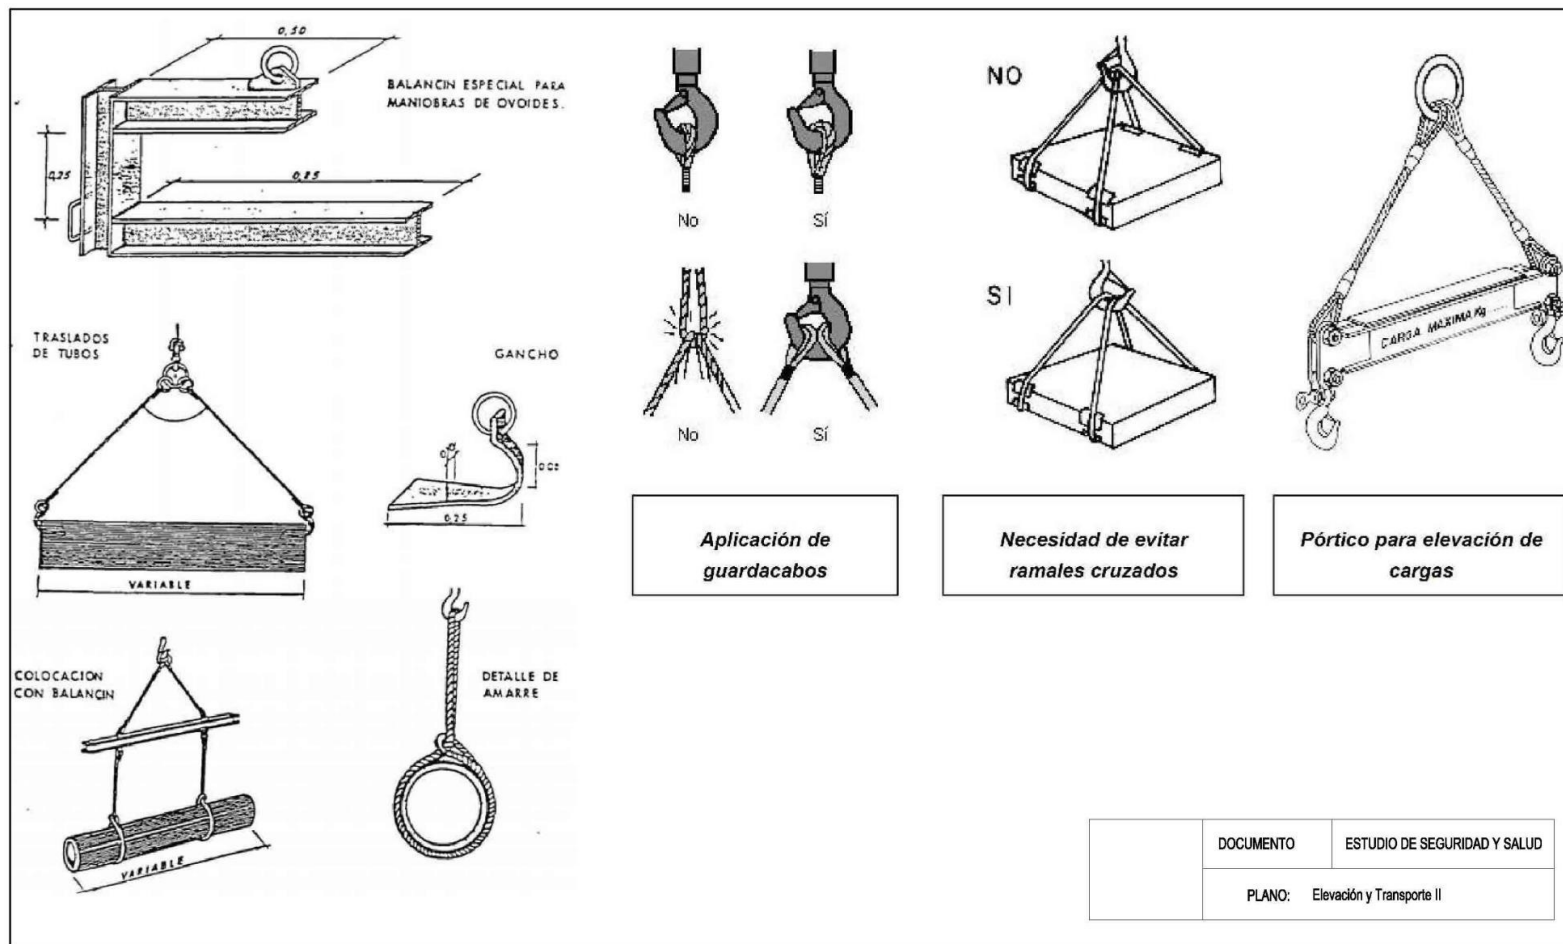 0,50
BALANCIN ESPECIAL PARA
MANIOBRAS DE OVOIDES.
0,25
0,85
TRASLADOS
DE TUBOS
GANCHO
0,25
VARIABLE
COLOCACION
CON BALANCIN
DETALLE DE
AMARRE
VARIABLE
No
Sí
No
Sí
Aplicación de
guardacabos
NO
SI
Necesidad de evitar
ramales cruzados
CARGA MAXIMA Kg
Pórtico para elevación de
cargas
DOCUMENTO
ESTUDIO DE SEGURIDAD Y SALUD
PLANO: Elevación y Transporte II